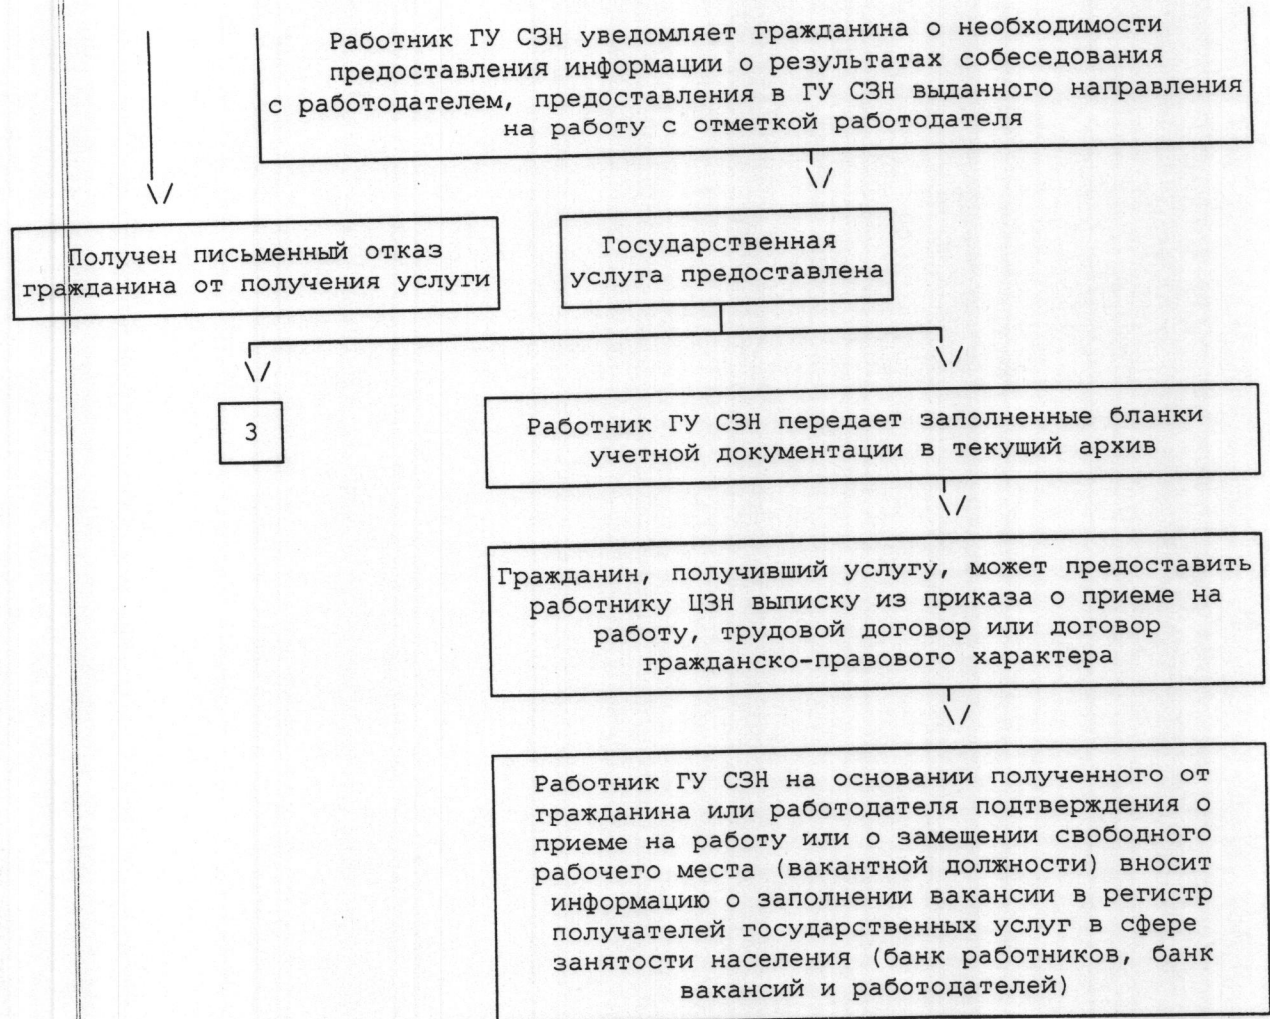 Работник ГУ СЗН уведомляет гражданина о необходимости
предоставления информации о результатах собеседования
с работодателем, предоставления в ГУ СЗН выданного направления
на работу с отметкой работодателя
Получен письменный отказ
гражданина от получения услуги
Государственная
услуга предоставлена
3
Работник ГУ СЗН передает заполненные бланки
учетной документации в текущий архив
Гражданин, получивший услугу, может предоставить
работнику ЦЗН выписку из приказа о приеме на
работу, трудовой договор или договор
гражданско-правового характера
Работник ГУ СЗН на основании полученного от
гражданина или работодателя подтверждения о
приеме на работу или о замещении свободного
рабочего места (вакантной должности) вносит
информацию о заполнении вакансии в регистр
получателей государственных услуг в сфере
занятости населения (банк работников, банк
вакансий и работодателей)